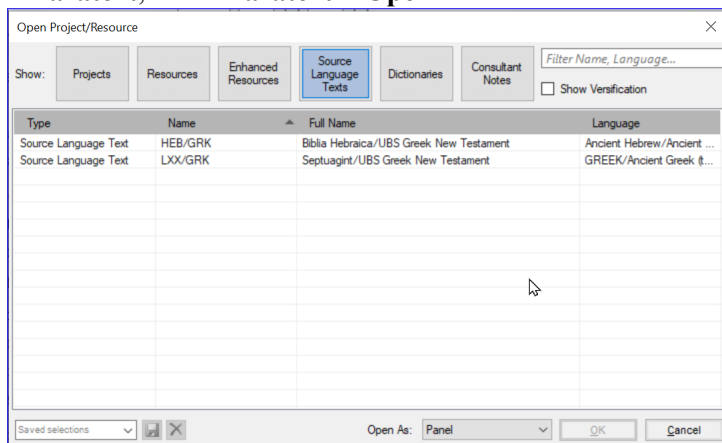 Open Project/Resource
Show: Projects Resources Enhanced Resources Source Language Texts Dictionaries Consultant Notes Filter Name, Language...
Show Versification
Type Name Full Name Language
Source Language Text HEB/GRK Biblia Hebraica/UBS Greek New Testament Ancient Hebrew/Ancient ...
Source Language Text LXX/GRK Septuagint/UBS Greek New Testament GREEK/Ancient Greek (t...
Saved selections Open As: Panel OK Cancel